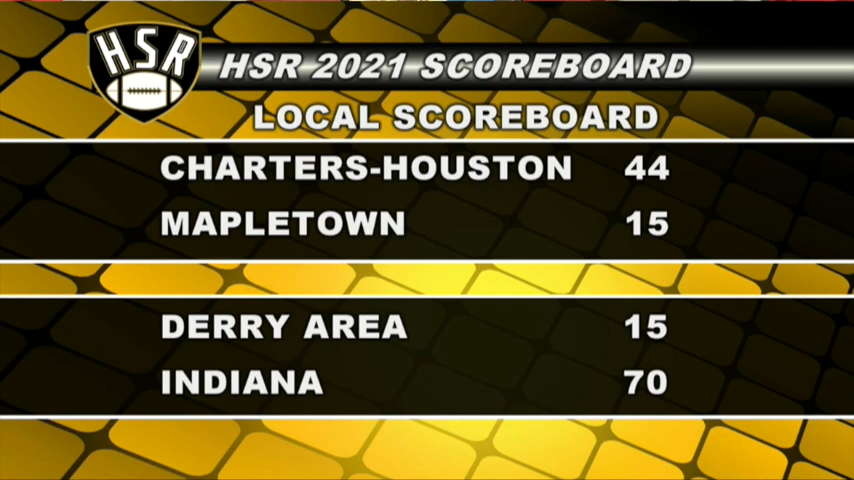 HSR
HSR 2021 SCOREBOARD
LOCAL SCOREBOARD
CHARTERS-HOUSTON 44
MAPLETOWN 15
DERRY AREA 15
INDIANA 70